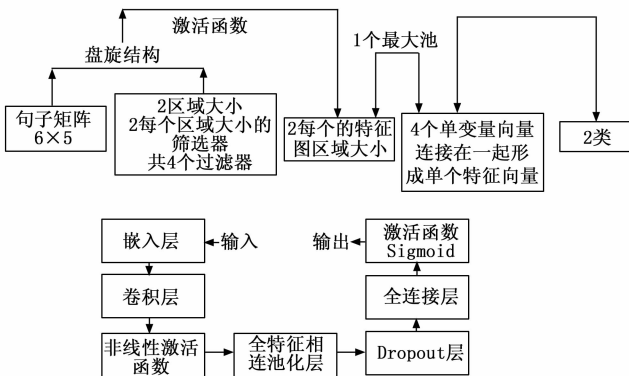 激活函数
盘旋结构
1个最大池
句子矩阵
6×5
2区域大小
2每个区域大小的
筛选器
共4个过滤器
2每个的特征
图区域大小
4个单变量向量
连接在一起形
成单个特征向量
2类
嵌入层
输入
卷积层
非线性激活
函数
全特征相
连池化层
Dropout层
全连接层
激活函数
Sigmoid
输出